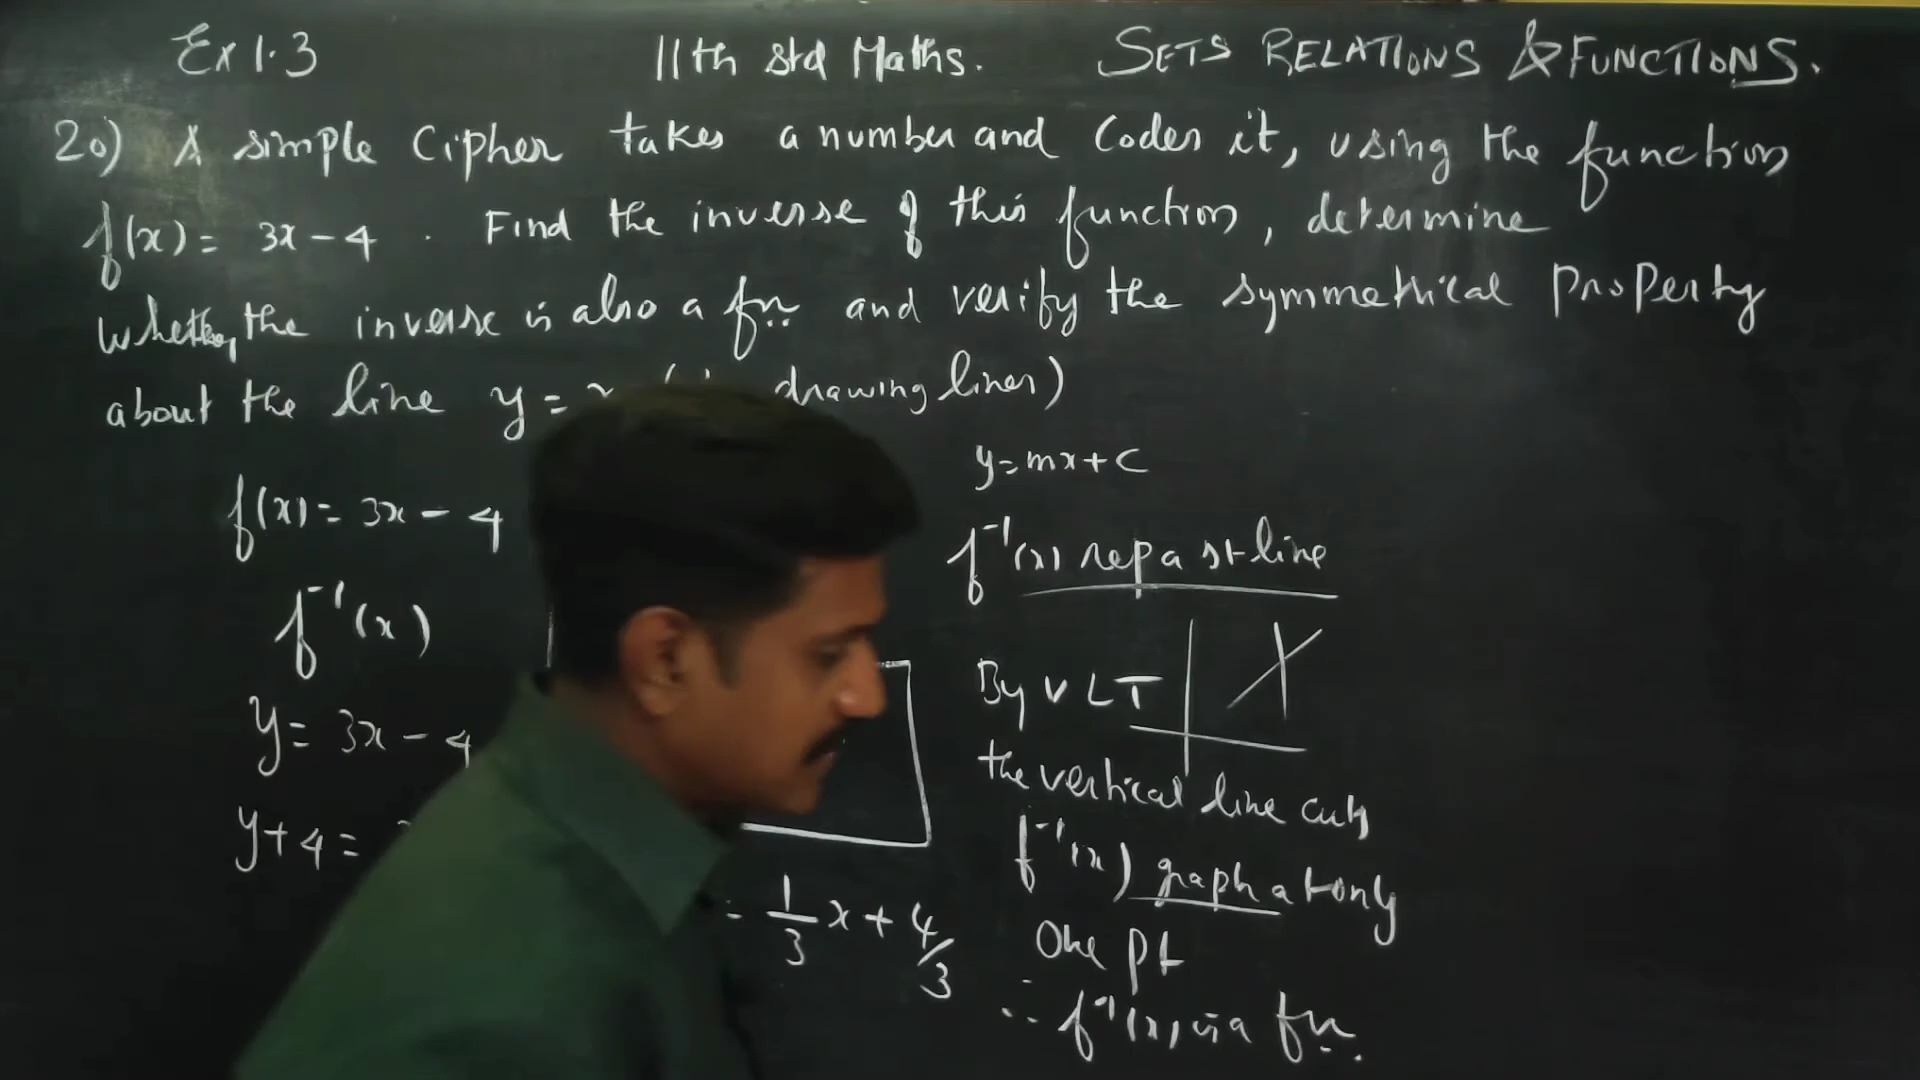 Ex 1.3
11th std Maths.
SETS RELATIONS & FUNCTIONS.
20) A simple Cipher takes a number and Codes it, using the function
f(x) = 3x - 4 . Find the inverse of this function, determine
whether the inverse is also a fn. and verify the symmetrical property
about the line y = drawing lines)
f(x) = 3x - 4
f⁻¹(x)
y = 3x - 4
y + 4 =
= 1/3 x + 4/3
y = mx + c
f⁻¹(x) rep a st line
By V L T
the vertical line cuts
f⁻¹(x) graph at only
One pt
∴ f⁻¹(x) is a fn.